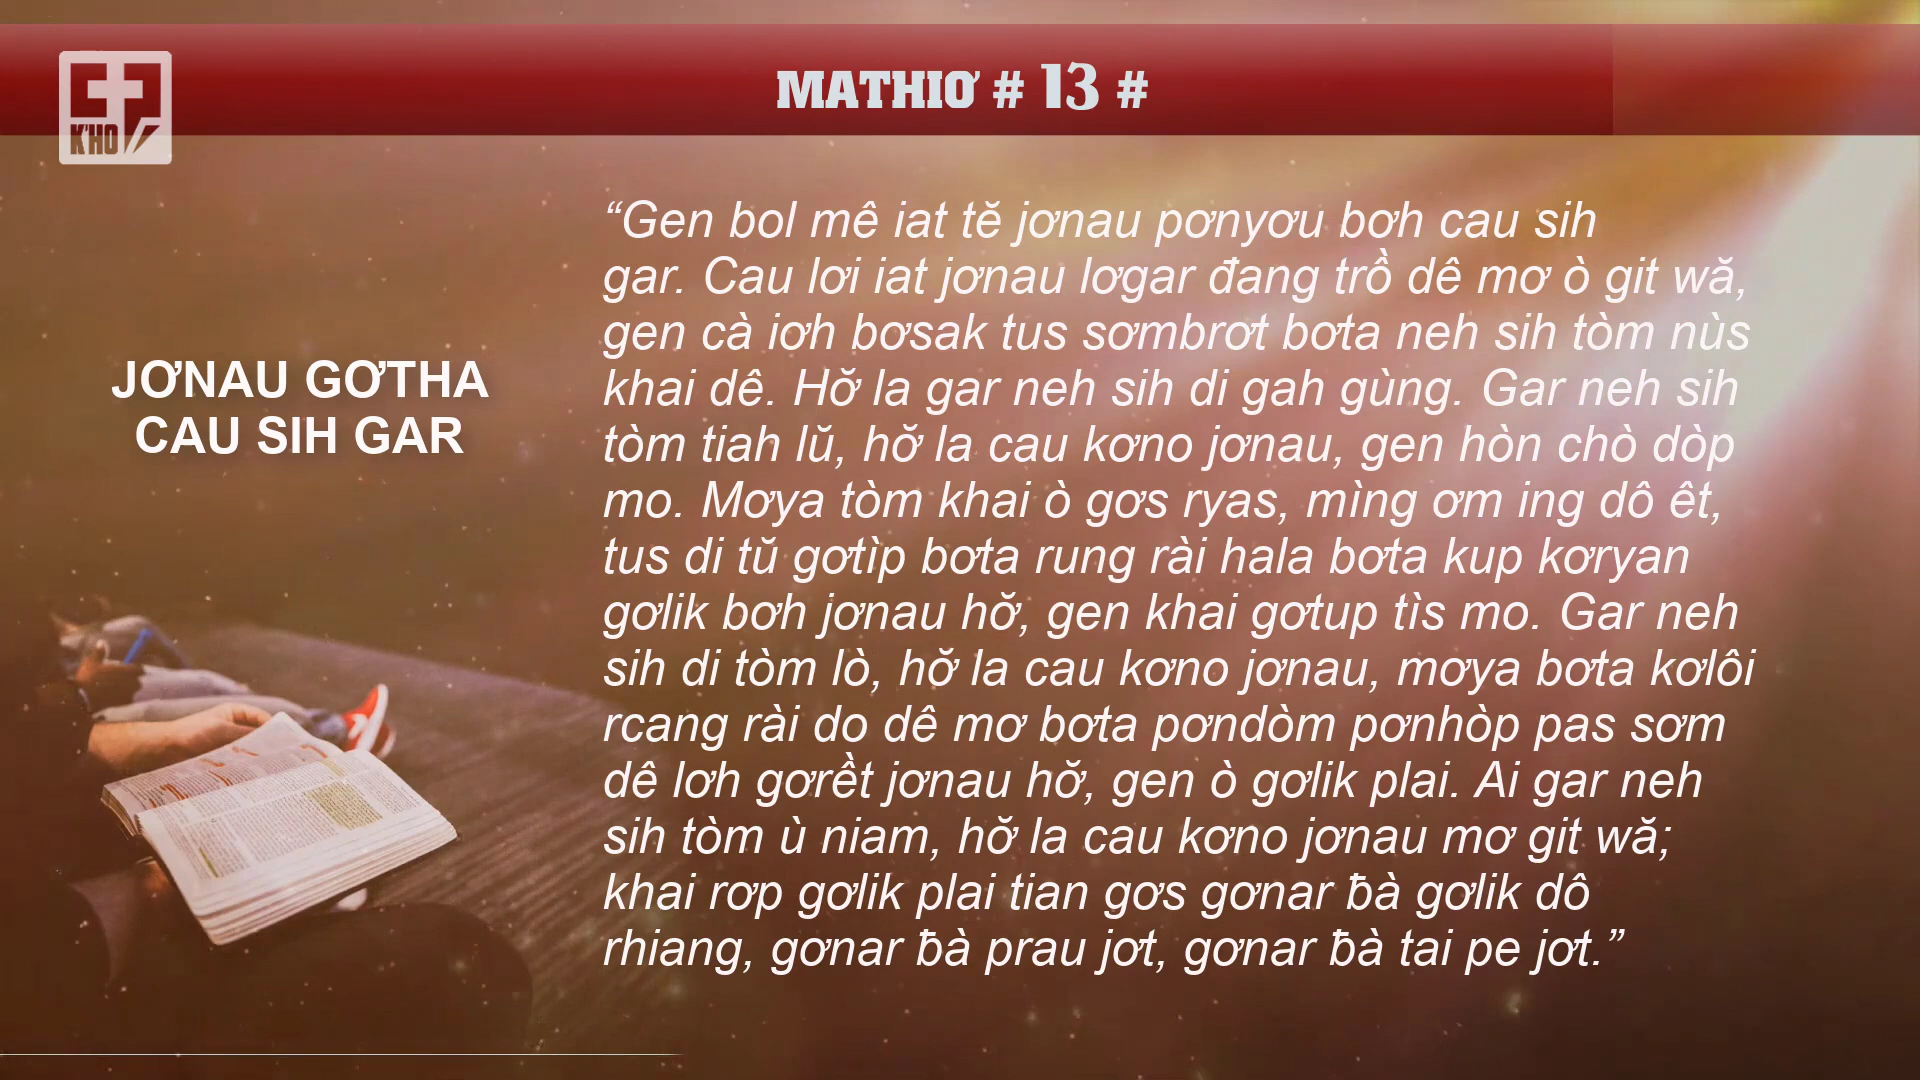 MATHIƠ # 13 #
K'HO
JƠNAU GƠTHA
CAU SIH GAR
“Gen bol mê iat tĕ jơnau pơnyơu bơh cau sih
gar. Cau lơi iat jơnau lơgar đang trồ dê mơ ò git wă,
gen cà iơh bơsak tus sơmbrơt bơta neh sih tòm nùs
khai dê. Hơ̆ la gar neh sih di gah gùng. Gar neh sih
tòm tiah lŭ, hơ̆ la cau kơno jơnau, gen hòn chò dòp
mo. Mơya tòm khai ò gơs ryas, mìng ơm ing dô êt,
tus di tŭ gơtìp bơta rung rài hala bơta kup kơryan
gơlik bơh jơnau hơ̆, gen khai gơtup tìs mo. Gar neh
sih di tòm lò, hơ̆ la cau kơno jơnau, mơya bơta kơlôi
rcang rài do dê mơ bơta pơndòm pơnhòp pas sơm
dê lơh gơrềt jơnau hơ̆, gen ò gơlik plai. Ai gar neh
sih tòm ù niam, hơ̆ la cau kơno jơnau mơ git wă;
khai rơp gơlik plai tian gơs gơnar ƀà gơlik dô
rhiang, gơnar ƀà prau jơt, gơnar ƀà tai pe jơt.”